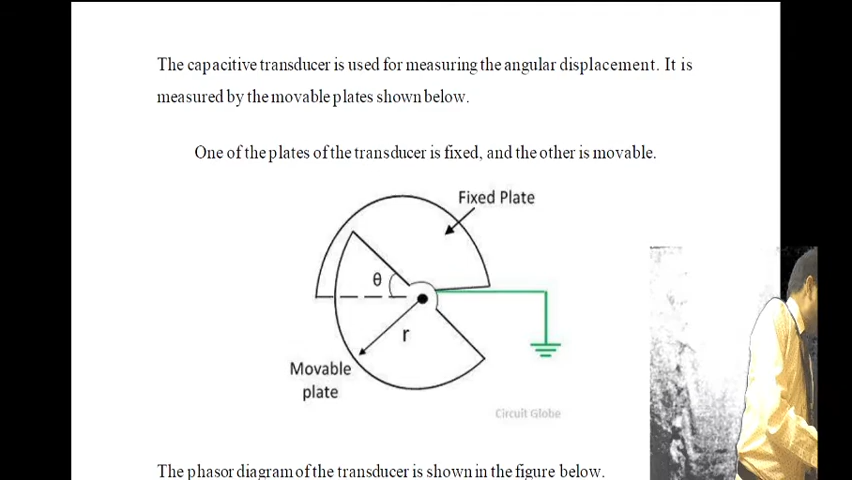 The capacitive transducer is used for measuring the angular displacement. It is
measured by the movable plates shown below.
One of the plates of the transducer is fixed, and the other is movable.
Fixed Plate
θ
r
Movable
plate
Circuit Globe
The phasor diagram of the transducer is shown in the figure below.